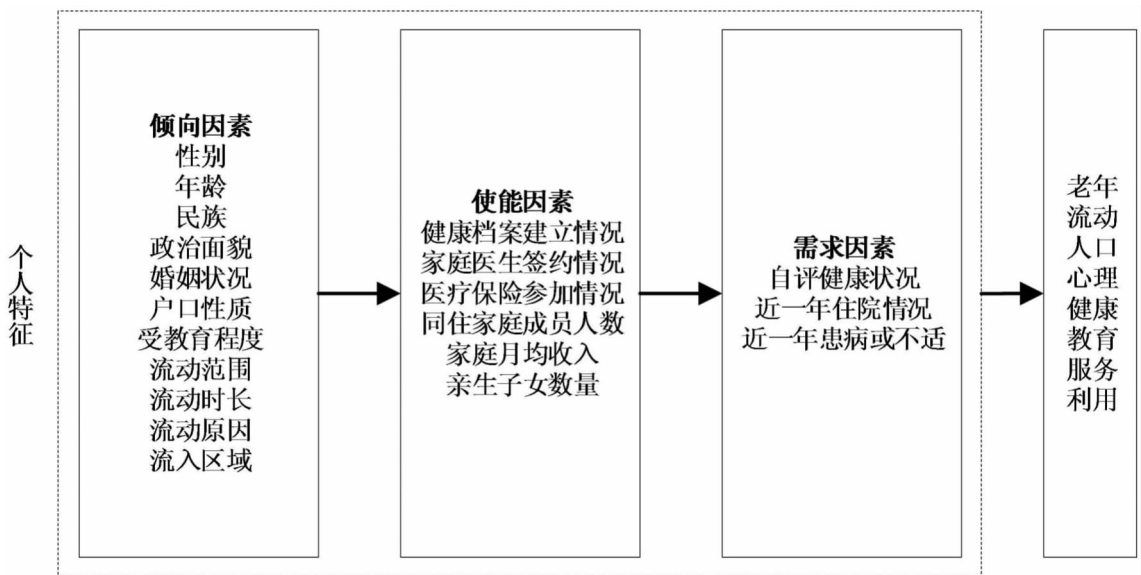 个人特征
倾向因素
性别
年龄
民族
政治面貌
婚姻状况
户口性质
受教育程度
流动范围
流动时长
流动原因
流入区域
使能因素
健康档案建立情况
家庭医生签约情况
医疗保险参加情况
同住家庭成员人数
家庭月均收入
亲生子女数量
需求因素
自评健康状况
近一年住院情况
近一年患病或不适
老年
流动
人口
心理
健康
教育
服务
利用